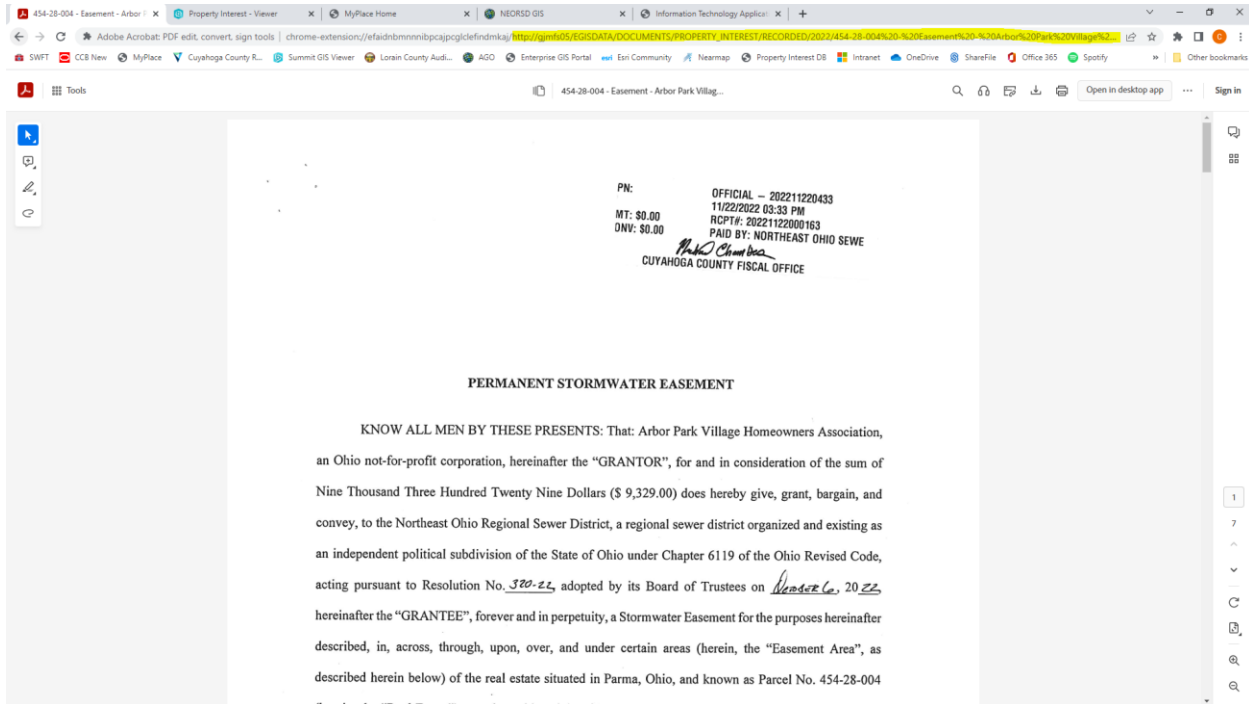 454-28-004 - Easement - Arbor P
Property Interest - Viewer
MyPlace Home
NEORSD GIS
Information Technology Applicat
Adobe Acrobat: PDF edit, convert, sign tools | chrome-extension://efaidnbmnnnibpcajpcglclefindmkaj/http://gjmfs05/EGISDATA/DOCUMENTS/PROPERTY_INTEREST/RECORDED/2022/454-28-004%20-%20Easement%20-%20Arbor%20Park%20Village%2...
SWFT CCB New MyPlace Cuyahoga County R... Summit GIS Viewer Lorain County Audi... AGO Enterprise GIS Portal esri Esri Community Nearmap Property Interest DB Intranet OneDrive ShareFile Office 365 Spotify » Other bookmarks
Tools
454-28-004 - Easement - Arbor Park Villag...
Open in desktop app
Sign in
PN:
OFFICIAL – 202211220433
11/22/2022 03:33 PM
MT: $0.00
RCPT#: 20221122000163
DNV: $0.00
PAID BY: NORTHEAST OHIO SEWE
CUYAHOGA COUNTY FISCAL OFFICE
PERMANENT STORMWATER EASEMENT
KNOW ALL MEN BY THESE PRESENTS: That: Arbor Park Village Homeowners Association,
an Ohio not-for-profit corporation, hereinafter the “GRANTOR”, for and in consideration of the sum of
Nine Thousand Three Hundred Twenty Nine Dollars ($ 9,329.00) does hereby give, grant, bargain, and
convey, to the Northeast Ohio Regional Sewer District, a regional sewer district organized and existing as
an independent political subdivision of the State of Ohio under Chapter 6119 of the Ohio Revised Code,
acting pursuant to Resolution No. 320-22, adopted by its Board of Trustees on , 2022
hereinafter the “GRANTEE”, forever and in perpetuity, a Stormwater Easement for the purposes hereinafter
described, in, across, through, upon, over, and under certain areas (herein, the “Easement Area”, as
described herein below) of the real estate situated in Parma, Ohio, and known as Parcel No. 454-28-004
1
7